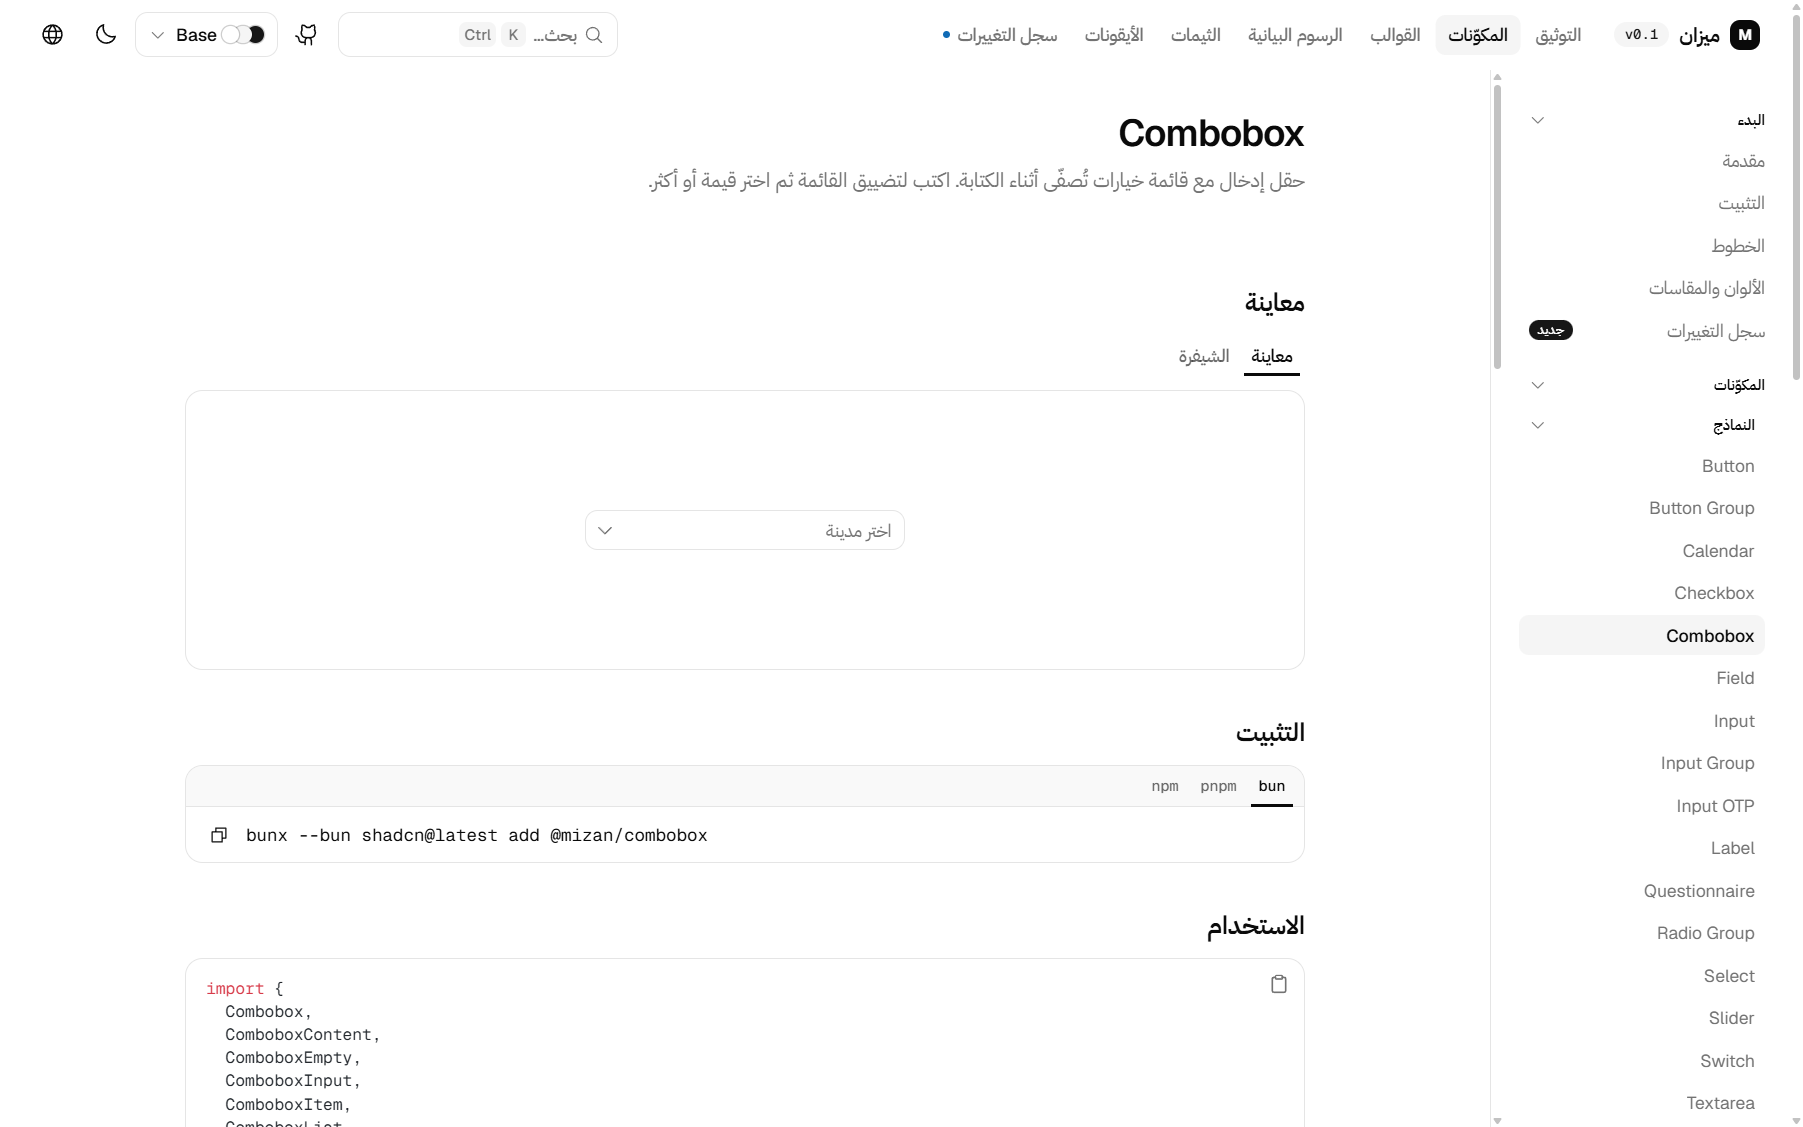 M ميزان v0.1 التوثيق المكوّنات القوالب الرسوم البيانية الثيمات الأيقونات سجل التغييرات
بحث... Ctrl K
Base
البدء
مقدمة
التثبيت
الخطوط
الألوان والمقاسات
سجل التغييرات جديد
المكوّنات
النماذج
Button
Button Group
Calendar
Checkbox
Combobox
Field
Input
Input Group
Input OTP
Label
Questionnaire
Radio Group
Select
Slider
Switch
Textarea
Combobox
حقل إدخال مع قائمة خيارات تُصفّى أثناء الكتابة. اكتب لتضييق القائمة ثم اختر قيمة أو أكثر.
معاينة
معاينة الشيفرة
اختر مدينة
التثبيت
bun pnpm npm
bunx --bun shadcn@latest add @mizan/combobox
الاستخدام
import {
Combobox,
ComboboxContent,
ComboboxEmpty,
ComboboxInput,
ComboboxItem,
ComboboxList